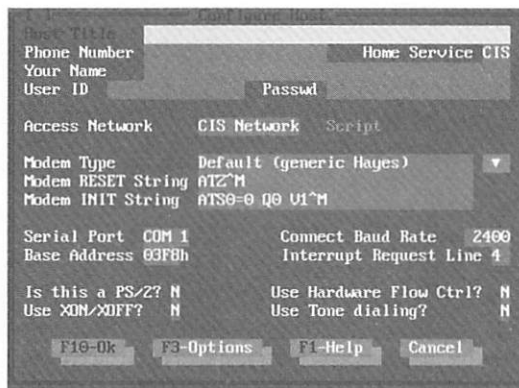 [ ] Configure Host
Host Title
Phone Number Home Service CIS
Your Name
User ID Passwd
Access Network CIS Network Script
Modem Type Default (generic Hayes) ▼
Modem RESET String ATZ^M
Modem INIT String ATS0=0 Q0 V1^M
Serial Port COM 1 Connect Baud Rate 2400
Base Address 03F8h Interrupt Request Line 4
Is this a PS/2? N Use Hardware Flow Ctrl? N
Use XON/XOFF? N Use Tone dialing? N
F10-Ok F3-Options F1-Help Cancel